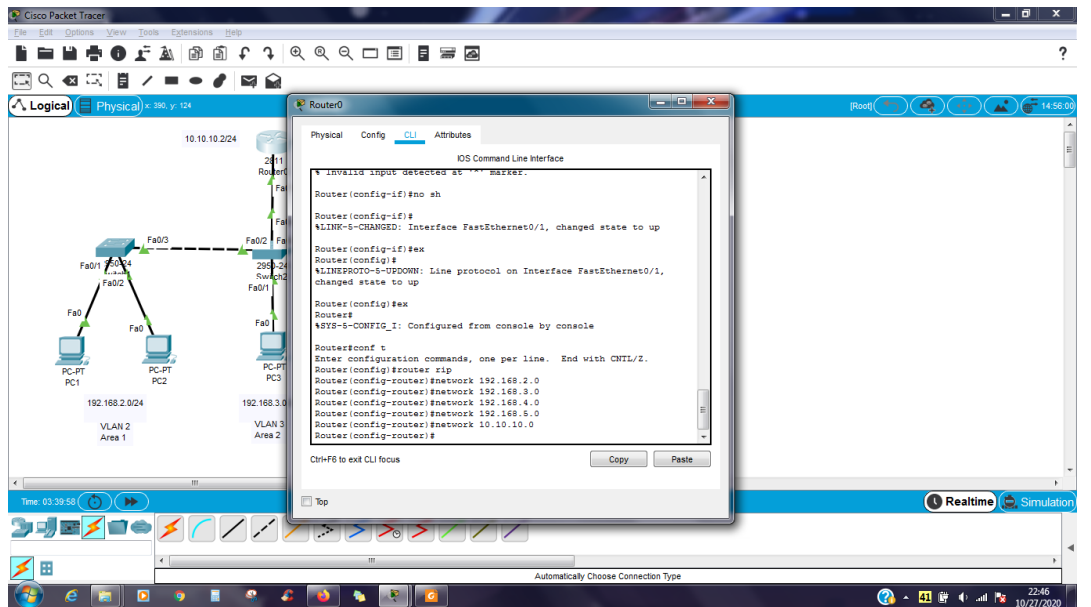 Cisco Packet Tracer
File Edit Options View Tools Extensions Help
?
Logical Physical x: 390, y: 124
[Root] 14:56:00
10.10.10.2/24
2811
Router0
Fa0/3
Fa0/2
Fa0/1
Fa0/2
2950-24
Switch2
Fa0/1
Fa0
Fa0
Fa0
PC-PT
PC1
PC-PT
PC2
PC-PT
PC3
192.168.2.0/24
192.168.3.0
VLAN 2
Area 1
VLAN 3
Area 2
Router0
Physical Config CLI Attributes
IOS Command Line Interface
% Invalid input detected at '^' marker.
Router(config-if)#no sh
Router(config-if)#
%LINK-5-CHANGED: Interface FastEthernet0/1, changed state to up
Router(config-if)#ex
Router(config)#
%LINEPROTO-5-UPDOWN: Line protocol on Interface FastEthernet0/1,
changed state to up
Router(config)#ex
Router#
%SYS-5-CONFIG_I: Configured from console by console
Router#conf t
Enter configuration commands, one per line. End with CNTL/Z.
Router(config)#router rip
Router(config-router)#network 192.168.2.0
Router(config-router)#network 192.168.3.0
Router(config-router)#network 192.168.4.0
Router(config-router)#network 192.168.5.0
Router(config-router)#network 10.10.10.0
Router(config-router)#
Ctrl+F6 to exit CLI focus
Copy Paste
Top
Time: 03:39:58
Realtime Simulation
Automatically Choose Connection Type
41
22:46
10/27/2020